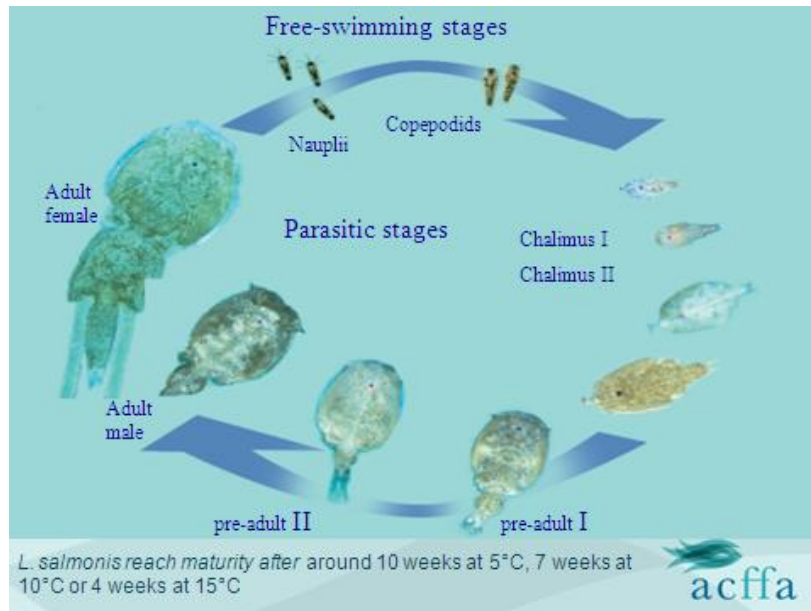 Free-swimming stages
Nauplii
Copepodids
Adult
female
Parasitic stages
Chalimus I
Chalimus II
Adult
male
pre-adult II
pre-adult I
L. salmonis reach maturity after around 10 weeks at 5°C, 7 weeks at
10°C or 4 weeks at 15°C
acffa